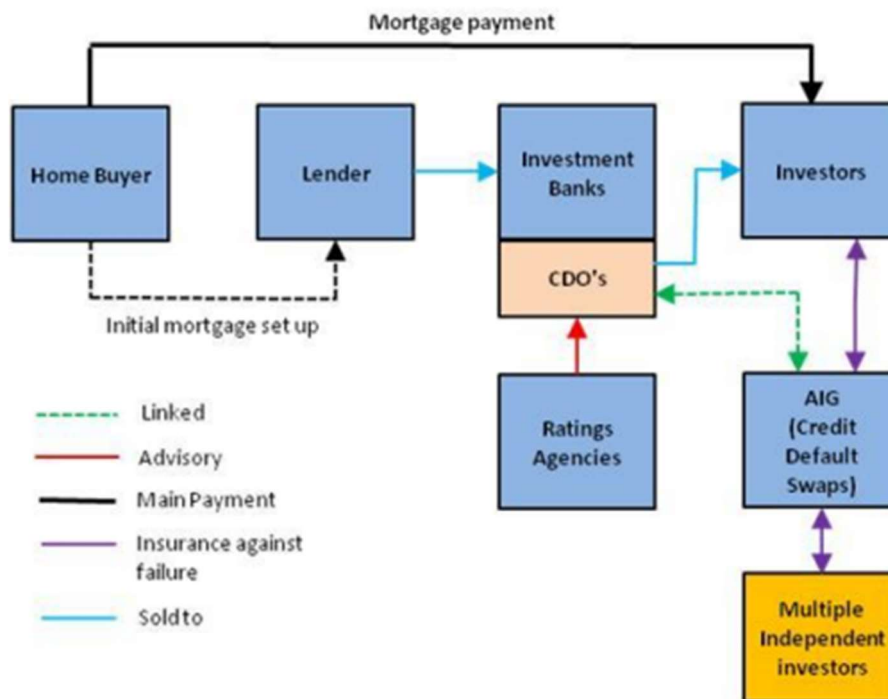 Mortgage payment
Home Buyer
Lender
Investment
Banks
Investors
CDO's
Initial mortgage set up
Ratings
Agencies
AIG
(Credit
Default
Swaps)
Multiple
Independent
investors
Linked
Advisory
Main Payment
Insurance against
failure
Sold to